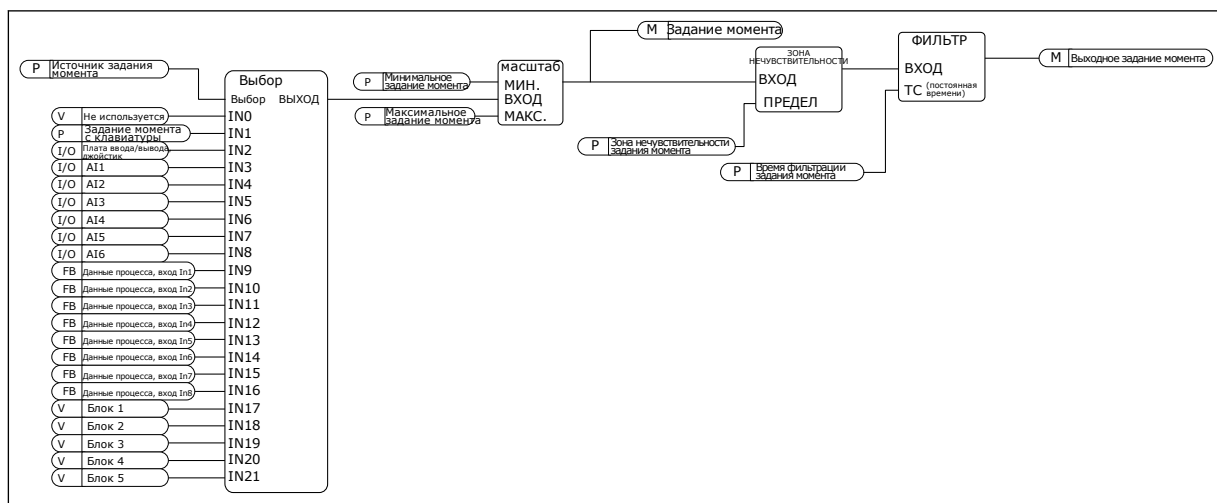 M Задание момента
P Источник задания
момента
Выбор
Выбор ВЫХОД
V Не используется IN0
P Задание момента
с клавиатуры IN1
I/O Плата ввода/вывода
джойстик IN2
I/O AI1 IN3
I/O AI2 IN4
I/O AI3 IN5
I/O AI4 IN6
I/O AI5 IN7
I/O AI6 IN8
FB Данные процесса, вход In1 IN9
FB Данные процесса, вход In2 IN10
FB Данные процесса, вход In3 IN11
FB Данные процесса, вход In4 IN12
FB Данные процесса, вход In5 IN13
FB Данные процесса, вход In6 IN14
FB Данные процесса, вход In7 IN15
FB Данные процесса, вход In8 IN16
V Блок 1 IN17
V Блок 2 IN18
V Блок 3 IN19
V Блок 4 IN20
V Блок 5 IN21
P Минимальное
задание момента
P Максимальное
задание момента
масштаб
МИН.
ВХОД
МАКС.
ЗОНА
НЕЧУВСТВИТЕЛЬНОСТИ
ВХОД
ПРЕДЕЛ
P Зона нечувствительности
задания момента
ФИЛЬТР
ВХОД
TC (постоянная
времени)
P Время фильтрации
задания момента
M Выходное задание момента